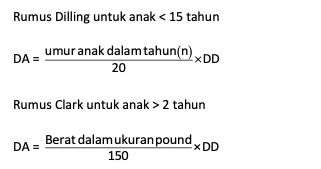 Rumus Dilling untuk anak < 15 tahun
DA = umur anak dalam tahun(n)/20 ×DD
Rumus Clark untuk anak > 2 tahun
DA = Berat dalam ukuran pound/150 ×DD